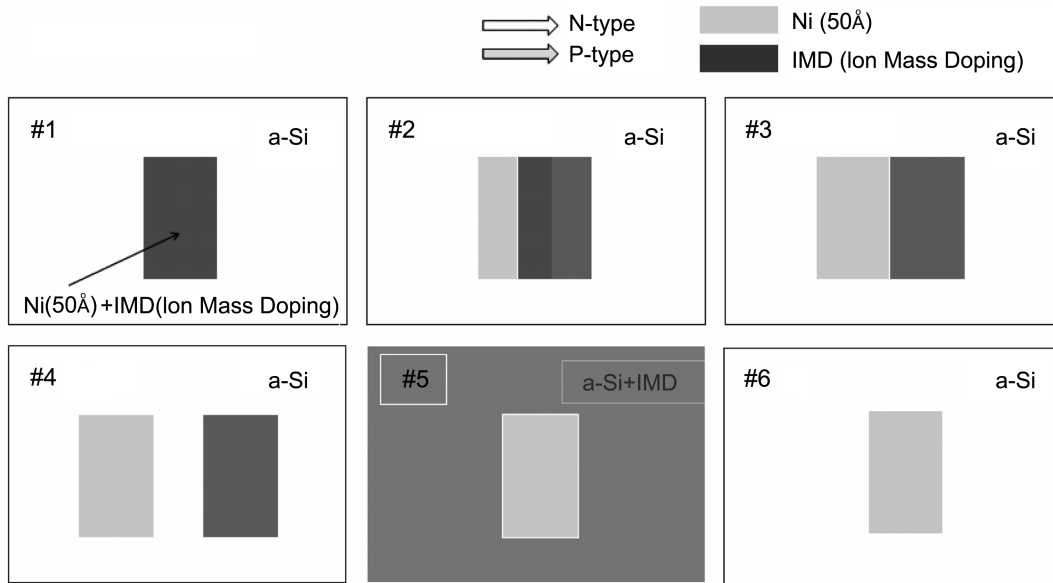 N-type
P-type
Ni (50Å)
IMD (Ion Mass Doping)
#1
a-Si
Ni(50Å)+IMD(Ion Mass Doping)
#2
a-Si
#3
a-Si
#4
a-Si
#5
a-Si+IMD
#6
a-Si